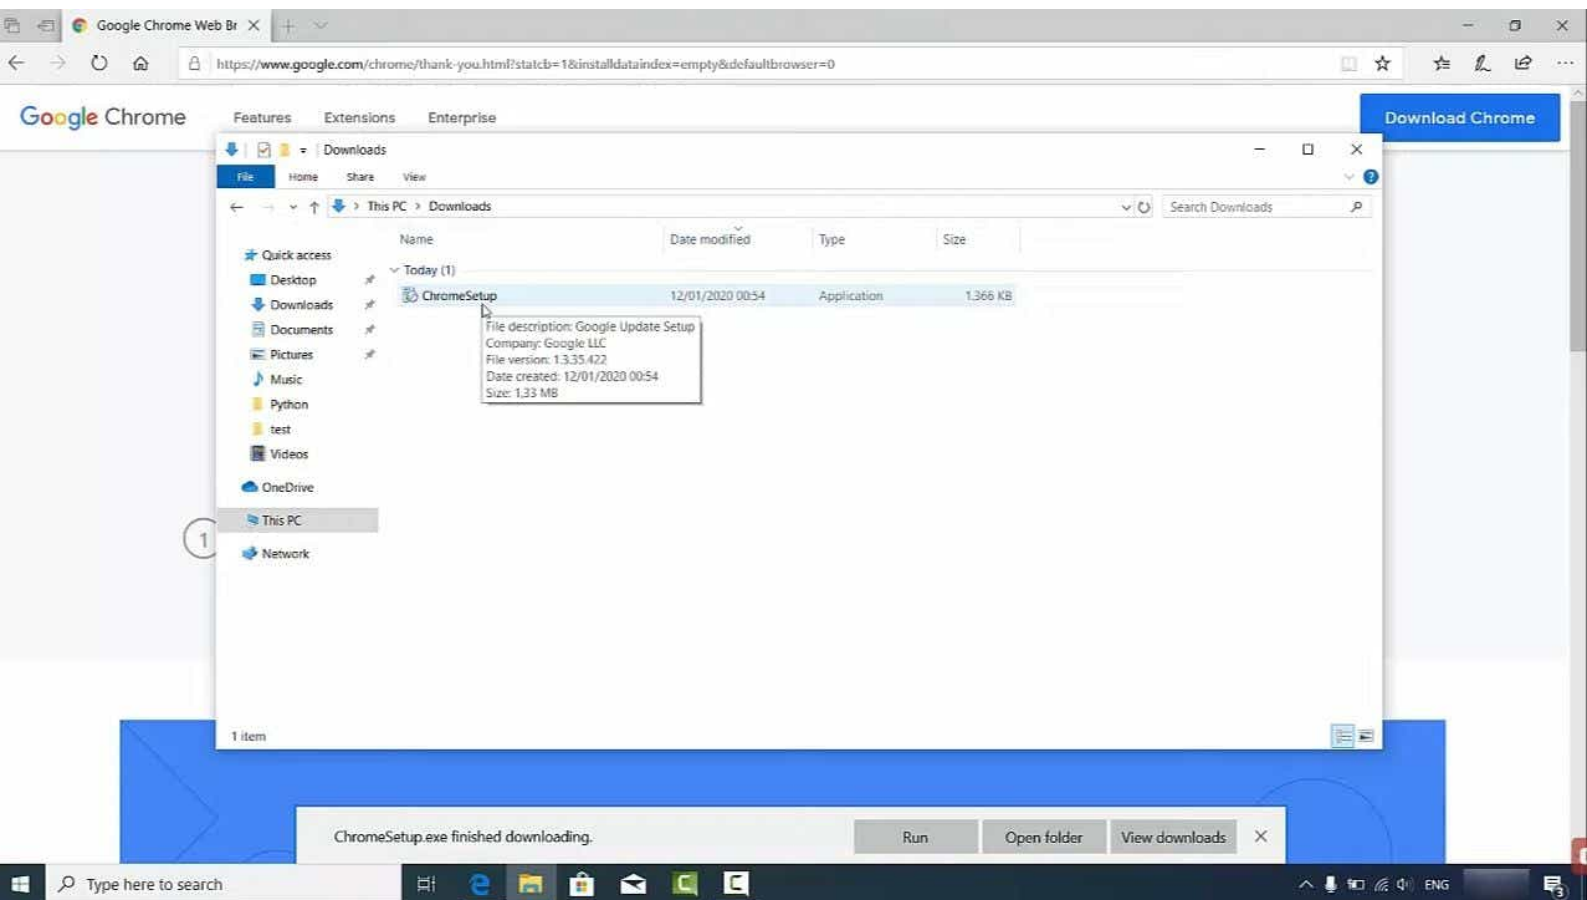 Google Chrome Web Br
https://www.google.com/chrome/thank-you.html?statcb=1&installdataindex=empty&defaultbrowser=0
Google Chrome Features Extensions Enterprise Download Chrome
Downloads
File Home Share View
This PC > Downloads
Search Downloads
Name Date modified Type Size
Quick access
Today (1)
Desktop
ChromeSetup 12/01/2020 00:54 Application 1.366 KB
Downloads
File description: Google Update Setup
Documents
Company: Google LLC
Pictures
File version: 1.3.35.422
Date created: 12/01/2020 00:54
Music
Size: 1,33 MB
Python
test
Videos
OneDrive
This PC
1
Network
1 item
ChromeSetup.exe finished downloading. Run Open folder View downloads
Type here to search
ENG
3